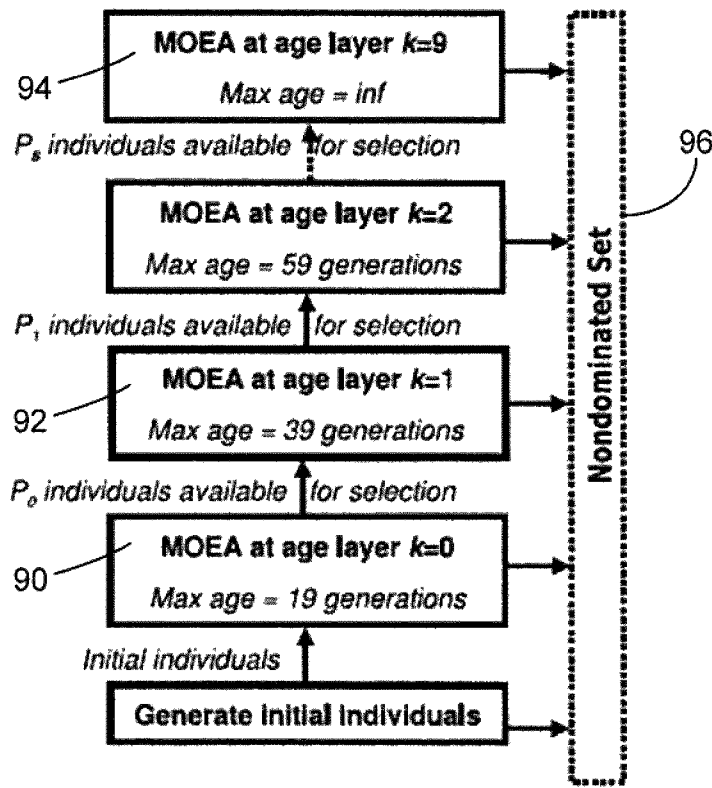 MOEA at age layer k=9
94
Max age = inf
P8 individuals available for selection
96
MOEA at age layer k=2
Max age = 59 generations
P1 individuals available for selection
MOEA at age layer k=1
92
Max age = 39 generations
P0 individuals available for selection
MOEA at age layer k=0
90
Max age = 19 generations
Initial individuals
Generate initial individuals
Nondominated Set